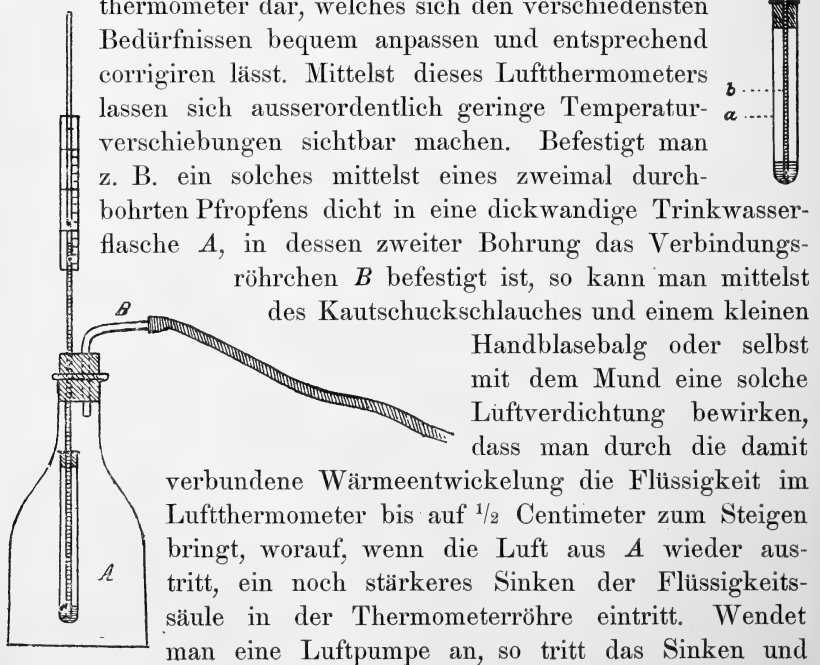 thermometer dar, welches sich den verschiedensten
Bedürfnissen bequem anpassen und entsprechend
corrigiren lässt. Mittelst dieses Luftthermometers
lassen sich ausserordentlich geringe Temperatur-
verschiebungen sichtbar machen. Befestigt man
z. B. ein solches mittelst eines zweimal durch-
bohrten Pfropfens dicht in eine dickwandige Trinkwasser-
flasche A, in dessen zweiter Bohrung das Verbindungs-
röhrchen B befestigt ist, so kann man mittelst
des Kautschuckschlauches und einem kleinen
Handblasebalg oder selbst
mit dem Mund eine solche
Luftverdichtung bewirken,
dass man durch die damit
verbundene Wärmeentwickelung die Flüssigkeit im
Luftthermometer bis auf 1/2 Centimeter zum Steigen
bringt, worauf, wenn die Luft aus A wieder aus-
tritt, ein noch stärkeres Sinken der Flüssigkeits-
säule in der Thermometerröhre eintritt. Wendet
man eine Luftpumpe an, so tritt das Sinken und
b
a
B
A